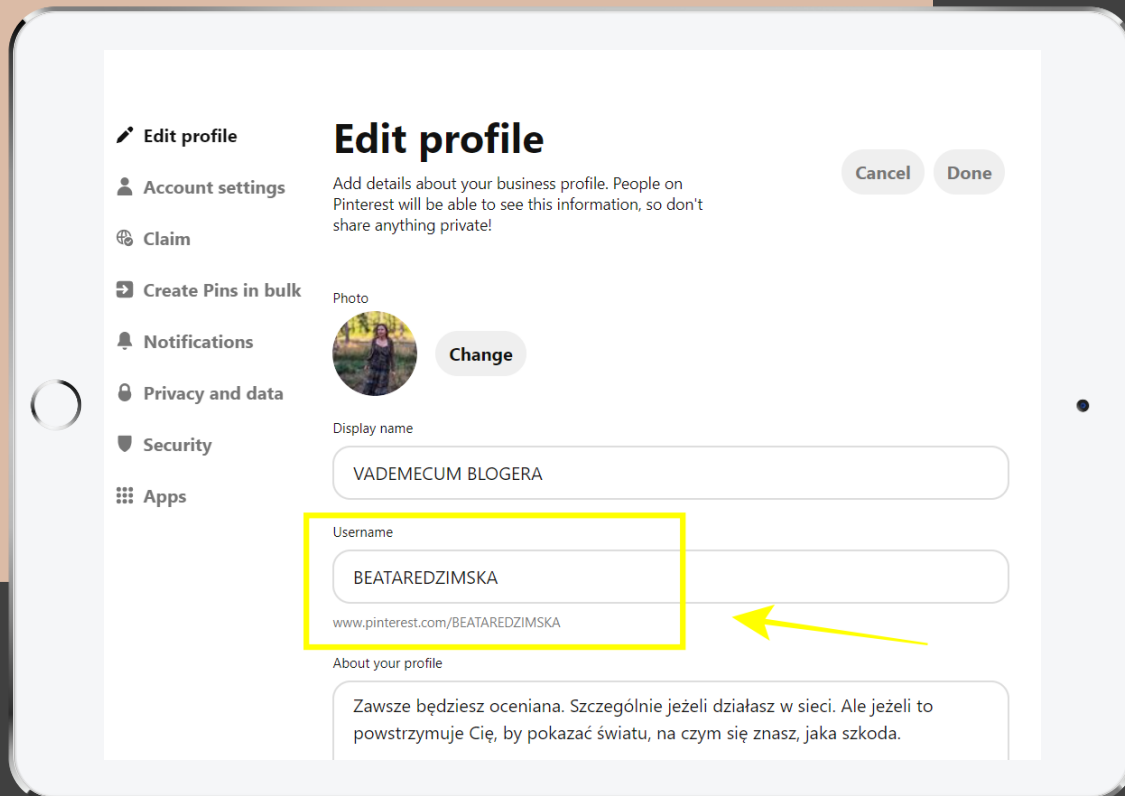 Edit profile
Account settings
Claim
Create Pins in bulk
Notifications
Privacy and data
Security
Apps
Edit profile
Add details about your business profile. People on
Pinterest will be able to see this information, so don't
share anything private!
Cancel
Done
Photo
Change
Display name
VADEMECUM BLOGERA
Username
BEATAREDZIMSKA
www.pinterest.com/BEATAREDZIMSKA
About your profile
Zawsze będziesz oceniana. Szczególnie jeżeli działasz w sieci. Ale jeżeli to
powstrzymuje Cię, by pokazać światu, na czym się znasz, jaka szkoda.